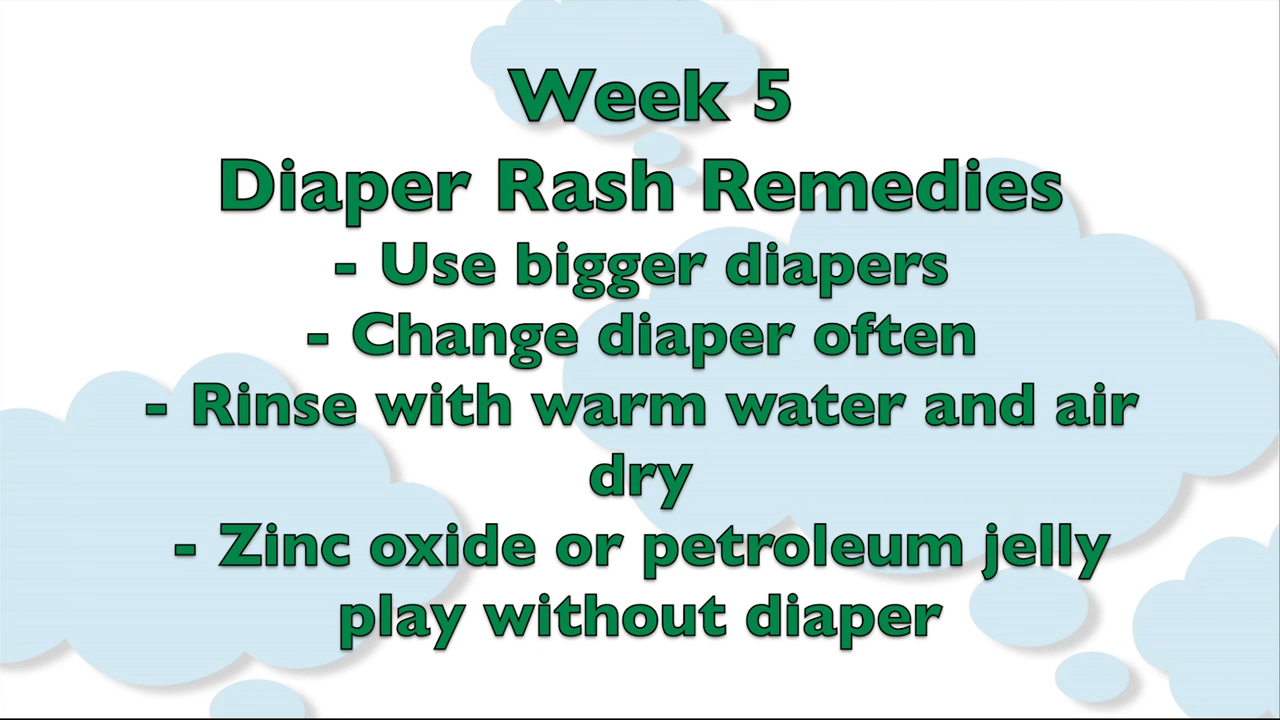 Week 5
Diaper Rash Remedies
- Use bigger diapers
- Change diaper often
- Rinse with warm water and air
dry
- Zinc oxide or petroleum jelly
play without diaper